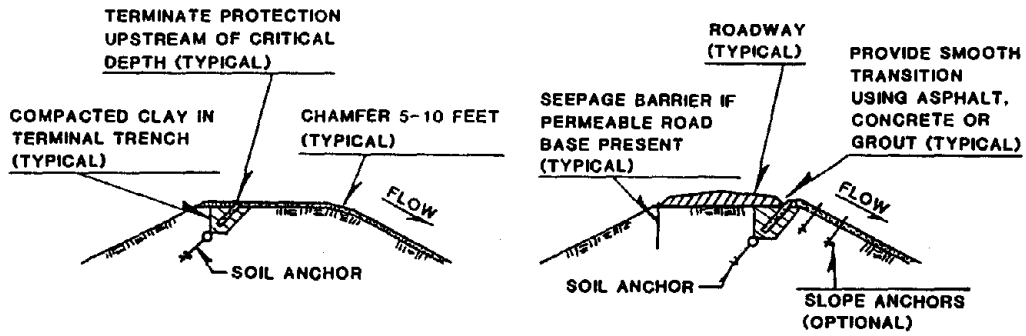 TERMINATE PROTECTION
UPSTREAM OF CRITICAL
DEPTH (TYPICAL)
COMPACTED CLAY IN
TERMINAL TRENCH
(TYPICAL)
CHAMFER 5-10 FEET
(TYPICAL)
FLOW
SOIL ANCHOR
ROADWAY
(TYPICAL)
PROVIDE SMOOTH
TRANSITION
USING ASPHALT,
CONCRETE OR
GROUT (TYPICAL)
SEEPAGE BARRIER IF
PERMEABLE ROAD
BASE PRESENT
(TYPICAL)
FLOW
SOIL ANCHOR
SLOPE ANCHORS
(OPTIONAL)